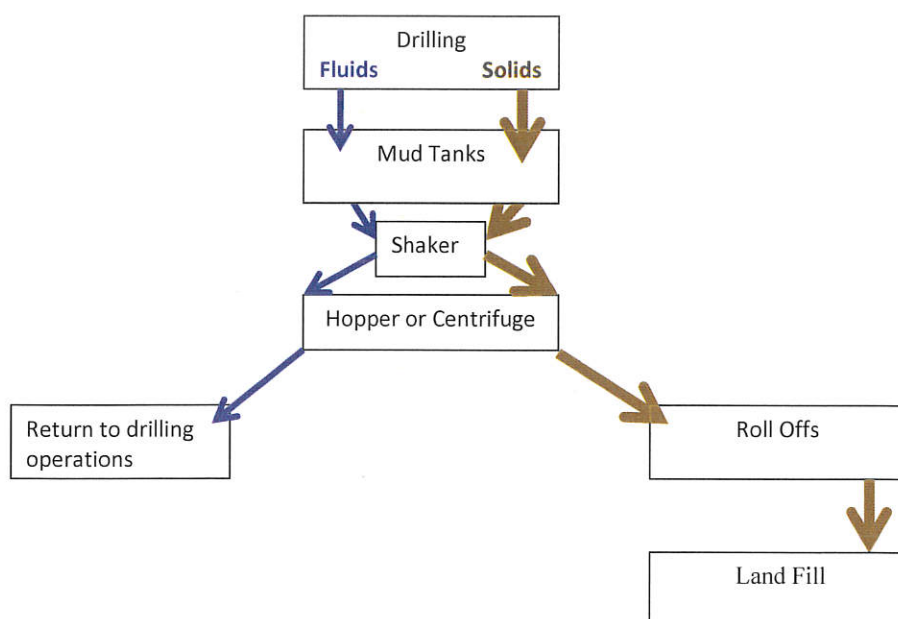 Drilling
Fluids Solids
Mud Tanks
Shaker
Hopper or Centrifuge
Return to drilling
operations
Roll Offs
Land Fill